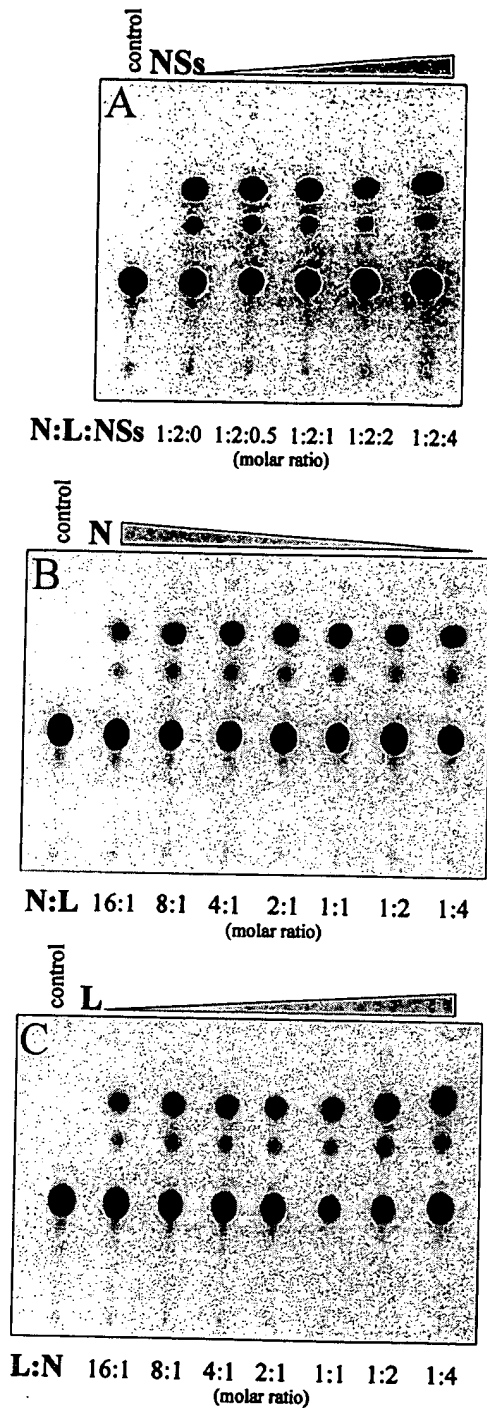 control
NSs
A
N:L:NSs 1:2:0 1:2:0.5 1:2:1 1:2:2 1:2:4
(molar ratio)
control
N
B
N:L 16:1 8:1 4:1 2:1 1:1 1:2 1:4
(molar ratio)
control
L
C
L:N 16:1 8:1 4:1 2:1 1:1 1:2 1:4
(molar ratio)